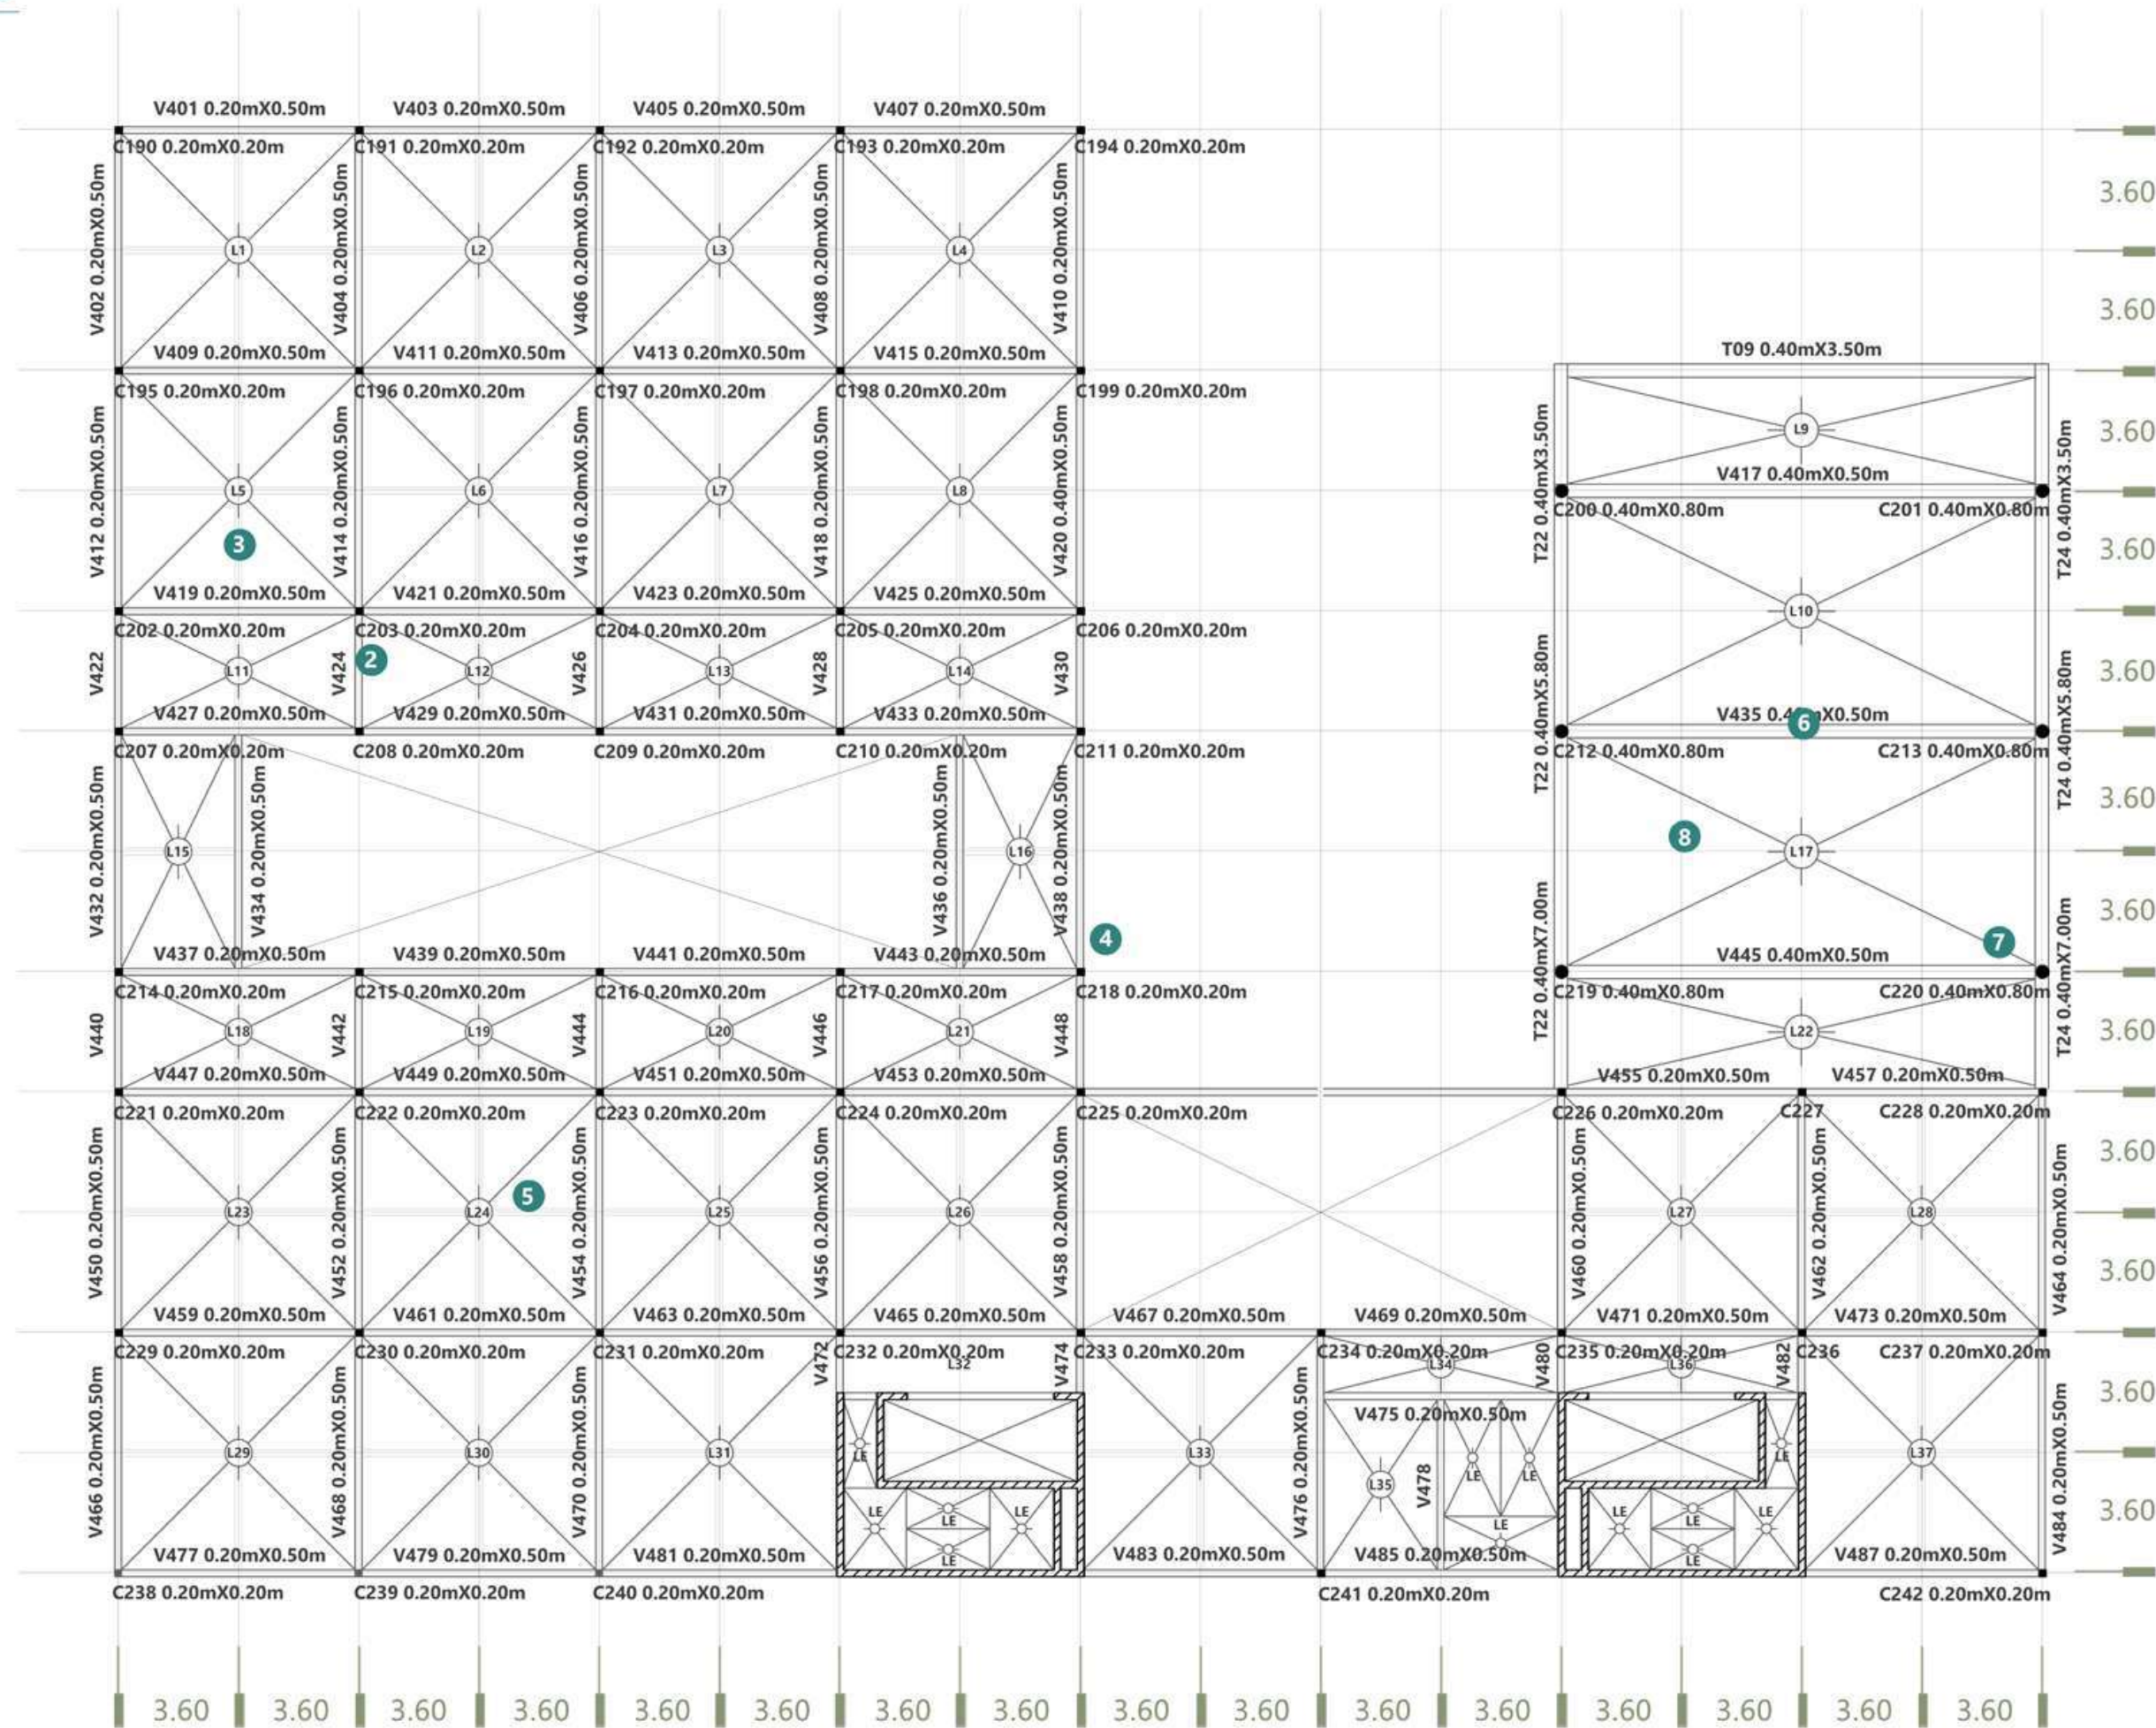 V401 0.20mX0.50m V403 0.20mX0.50m V405 0.20mX0.50m V407 0.20mX0.50m
C190 0.20mX0.20m C191 0.20mX0.20m C192 0.20mX0.20m C193 0.20mX0.20m C194 0.20mX0.20m
V402 0.20mX0.50m V404 0.20mX0.50m V406 0.20mX0.50m V408 0.20mX0.50m V410 0.20mX0.50m
3.60
L1 L2 L3 L4
3.60
V409 0.20mX0.50m V411 0.20mX0.50m V413 0.20mX0.50m V415 0.20mX0.50m
T09 0.40mX3.50m
C195 0.20mX0.20m C196 0.20mX0.20m C197 0.20mX0.20m C198 0.20mX0.20m C199 0.20mX0.20m
V412 0.20mX0.50m V414 0.20mX0.50m V416 0.20mX0.50m V418 0.20mX0.50m V420 0.40mX0.50m
T22 0.40mX3.50m L9 T24 0.40mX3.50m
3.60
V417 0.40mX0.50m
L5 L6 L7 L8
C200 0.40mX0.80m C201 0.40mX0.80m
3
3.60
V419 0.20mX0.50m V421 0.20mX0.50m V423 0.20mX0.50m V425 0.20mX0.50m
L10
C202 0.20mX0.20m C203 0.20mX0.20m C204 0.20mX0.20m C205 0.20mX0.20m C206 0.20mX0.20m
2
V422 L11 V424 L12 V426 L13 V428 L14 V430
T22 0.40mX5.80m T24 0.40mX5.80m
3.60
V427 0.20mX0.50m V429 0.20mX0.50m V431 0.20mX0.50m V433 0.20mX0.50m
V435 0.4 X0.50m
6
C207 0.20mX0.20m C208 0.20mX0.20m C209 0.20mX0.20m C210 0.20mX0.20m C211 0.20mX0.20m
C212 0.40mX0.80m C213 0.40mX0.80m
3.60
8
V432 0.20mX0.50m L15 V434 0.20mX0.50m V436 0.20mX0.50m L16 V438 0.20mX0.50m
L17
3.60
4
7
V437 0.20mX0.50m V439 0.20mX0.50m V441 0.20mX0.50m V443 0.20mX0.50m
V445 0.40mX0.50m
T22 0.40mX7.00m T24 0.40mX7.00m
C214 0.20mX0.20m C215 0.20mX0.20m C216 0.20mX0.20m C217 0.20mX0.20m C218 0.20mX0.20m
C219 0.40mX0.80m C220 0.40mX0.80m
V440 L18 V442 L19 V444 L20 V446 L21 V448
L22
3.60
V447 0.20mX0.50m V449 0.20mX0.50m V451 0.20mX0.50m V453 0.20mX0.50m
V455 0.20mX0.50m V457 0.20mX0.50m
C221 0.20mX0.20m C222 0.20mX0.20m C223 0.20mX0.20m C224 0.20mX0.20m C225 0.20mX0.20m
C226 0.20mX0.20m C227 C228 0.20mX0.20m
3.60
5
V450 0.20mX0.50m V452 0.20mX0.50m V454 0.20mX0.50m V456 0.20mX0.50m V458 0.20mX0.50m
V460 0.20mX0.50m V462 0.20mX0.50m V464 0.20mX0.50m
L23 L24 L25 L26 L27 L28
3.60
V459 0.20mX0.50m V461 0.20mX0.50m V463 0.20mX0.50m V465 0.20mX0.50m V467 0.20mX0.50m V469 0.20mX0.50m V471 0.20mX0.50m V473 0.20mX0.50m
C229 0.20mX0.20m C230 0.20mX0.20m C231 0.20mX0.20m C232 0.20mX0.20m C233 0.20mX0.20m C234 0.20mX0.20m C235 0.20mX0.20m C236 C237 0.20mX0.20m
V472 L32 V474 L34 V480 L36 V482
3.60
V475 0.20mX0.50m
V466 0.20mX0.50m V468 0.20mX0.50m V470 0.20mX0.50m V476 0.20mX0.50m V484 0.20mX0.50m
L29 L30 L31 LE L33 LE
L37
L35 V478 LE LE
3.60
LE LE LE LE LE LE LE
LE LE
V477 0.20mX0.50m V479 0.20mX0.50m V481 0.20mX0.50m V483 0.20mX0.50m V485 0.20mX0.50m V487 0.20mX0.50m
C238 0.20mX0.20m C239 0.20mX0.20m C240 0.20mX0.20m C241 0.20mX0.20m C242 0.20mX0.20m
3.60 3.60 3.60 3.60 3.60 3.60 3.60 3.60 3.60 3.60 3.60 3.60 3.60 3.60 3.60 3.60